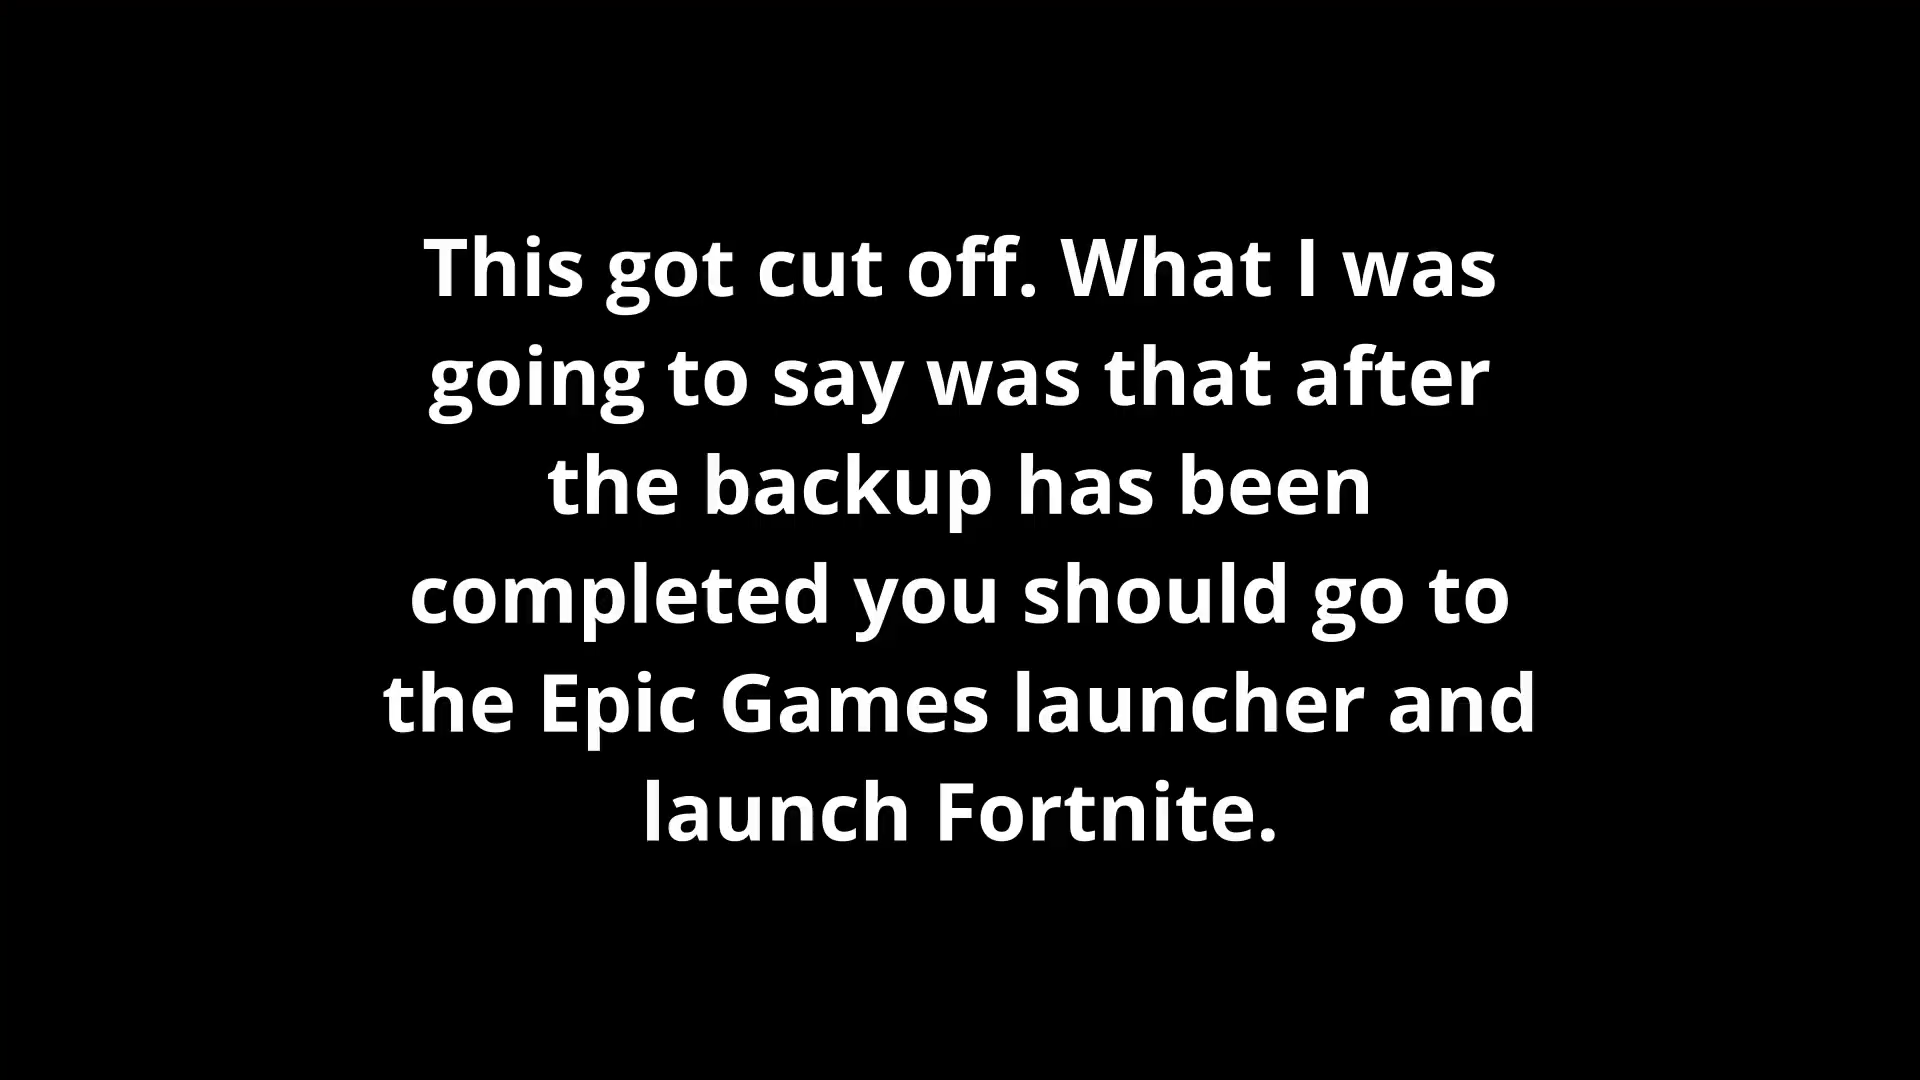 This got cut off. What I was
going to say was that after
the backup has been
completed you should go to
the Epic Games launcher and
launch Fortnite.